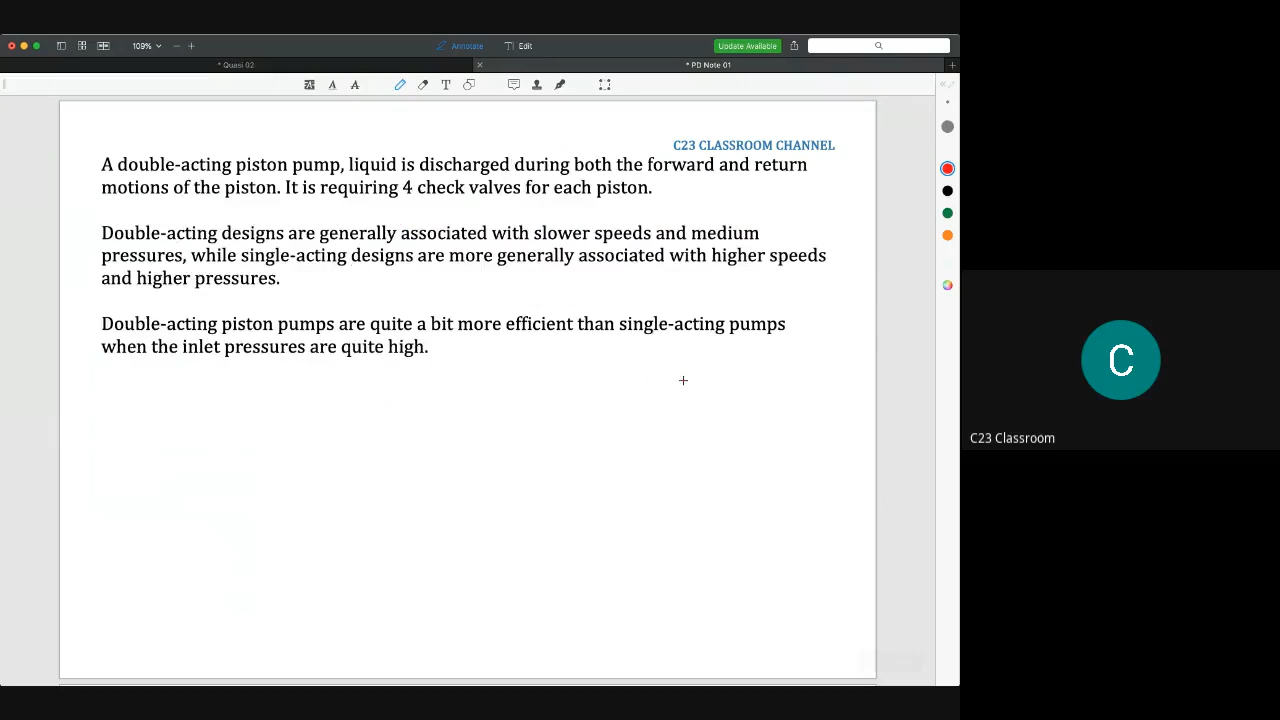 109%
Annotate
Edit
Update Available
* Quasi 02
* PD Note 01
C23 CLASSROOM CHANNEL
A double-acting piston pump, liquid is discharged during both the forward and return
motions of the piston. It is requiring 4 check valves for each piston.
Double-acting designs are generally associated with slower speeds and medium
pressures, while single-acting designs are more generally associated with higher speeds
and higher pressures.
Double-acting piston pumps are quite a bit more efficient than single-acting pumps
when the inlet pressures are quite high.
C
C23 Classroom